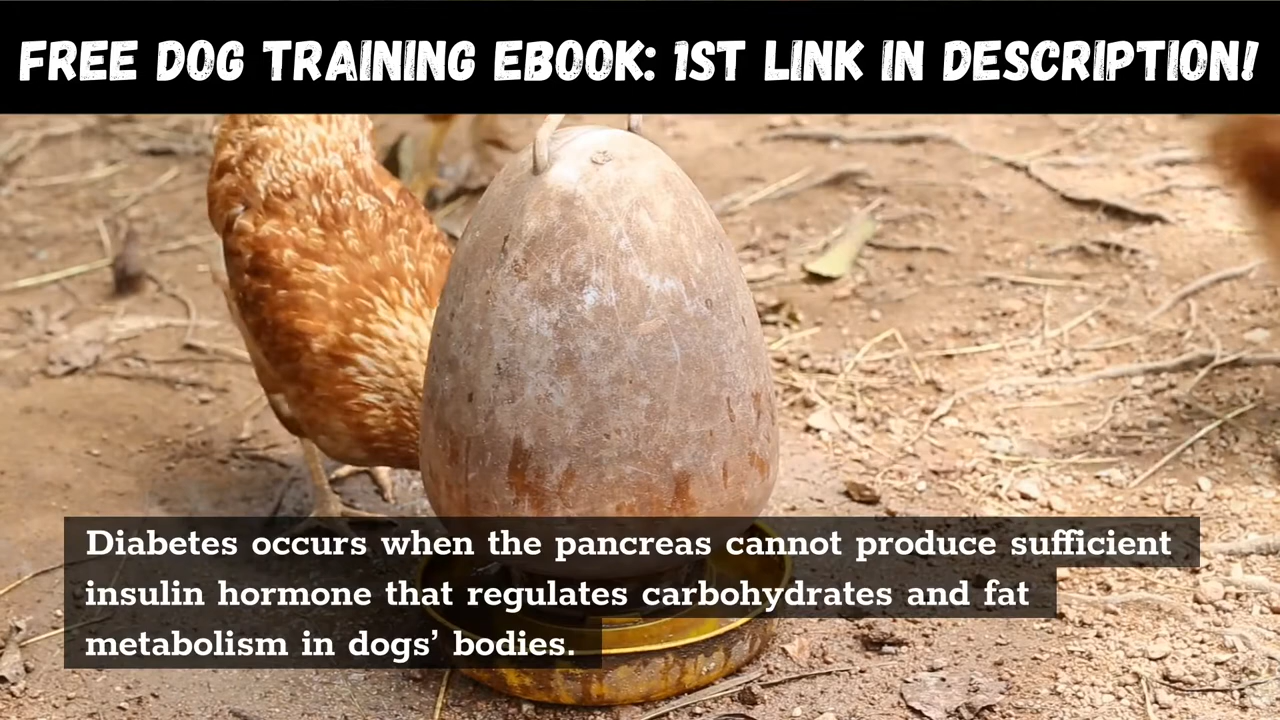 FREE DOG TRAINING EBOOK: 1ST LINK IN DESCRIPTION!
Diabetes occurs when the pancreas cannot produce sufficient
insulin hormone that regulates carbohydrates and fat
metabolism in dogs’ bodies.